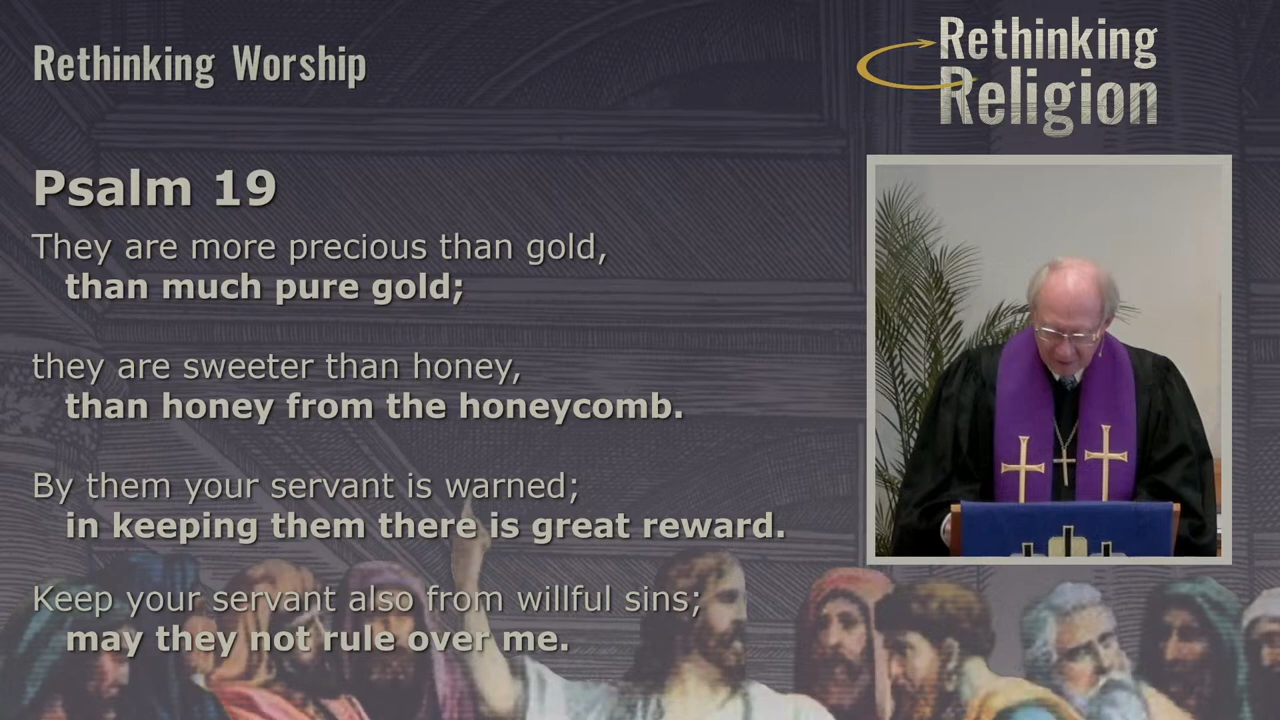 Rethinking Worship
Rethinking
Religion
Psalm 19
They are more precious than gold,
than much pure gold;
they are sweeter than honey,
than honey from the honeycomb.
By them your servant is warned;
in keeping them there is great reward.
Keep your servant also from willful sins;
may they not rule over me.